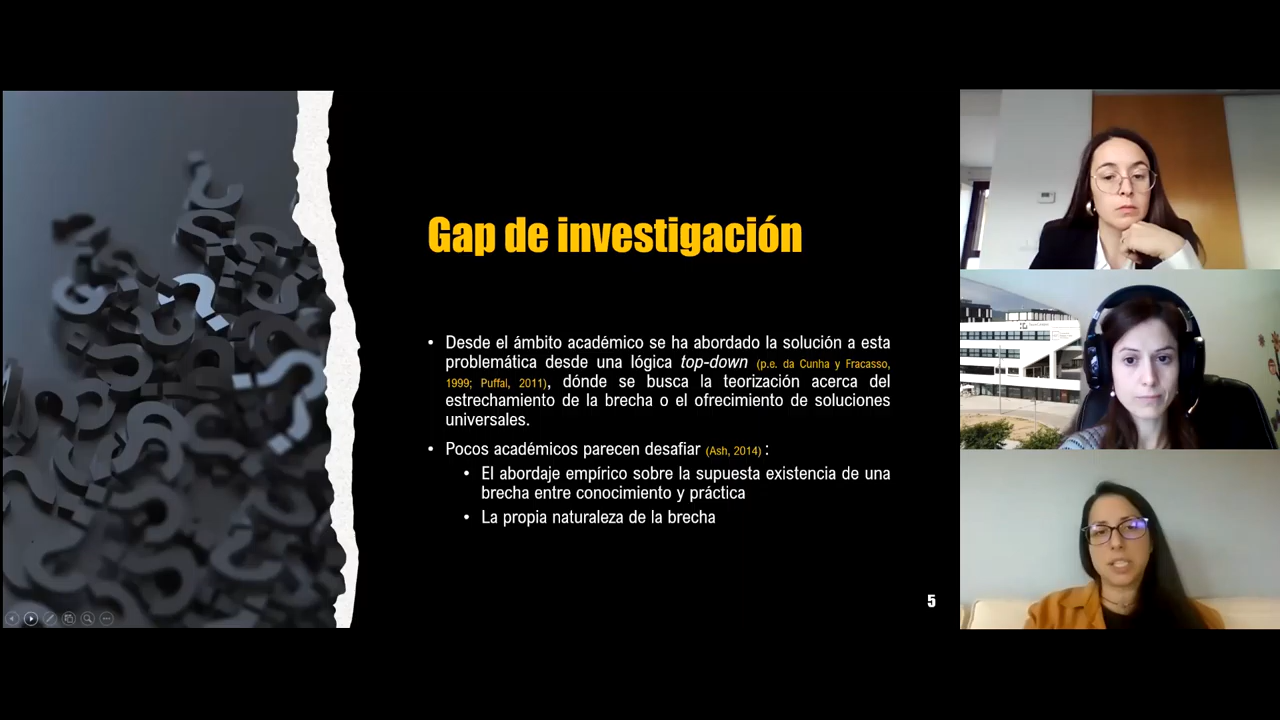 Gap de investigación
• Desde el ámbito académico se ha abordado la solución a esta
problemática desde una lógica top-down (p.e. da Cunha y Fracasso,
1999; Puffal, 2011), dónde se busca la teorización acerca del
estrechamiento de la brecha o el ofrecimiento de soluciones
universales.
• Pocos académicos parecen desafiar (Ash, 2014) :
• El abordaje empírico sobre la supuesta existencia de una
brecha entre conocimiento y práctica
• La propia naturaleza de la brecha
5